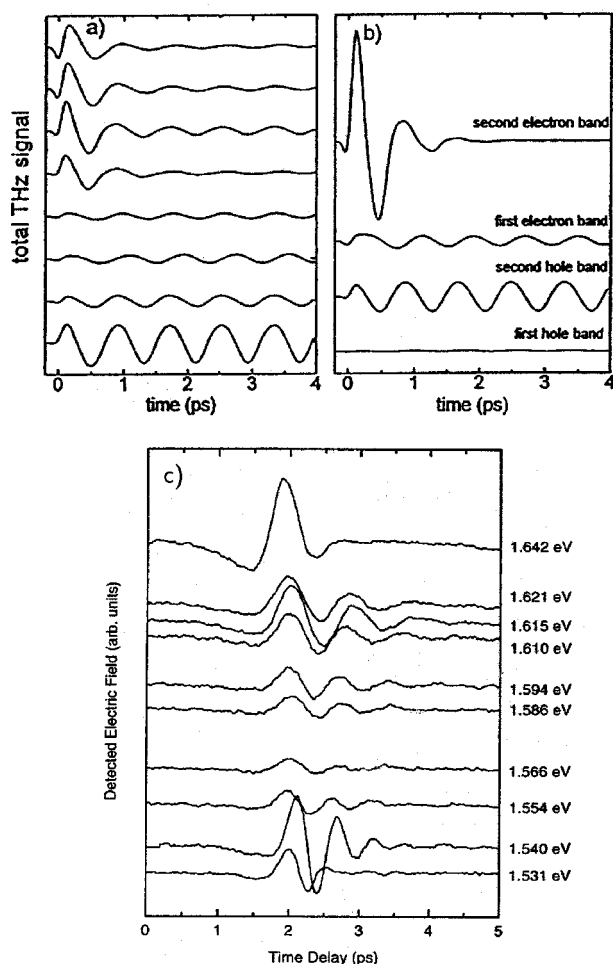 a)
total THz signal
0 1 2 3 4
time (ps)
b)
second electron band
first electron band
second hole band
first hole band
0 1 2 3 4
time (ps)
c)
Detected Electric Field (arb. units)
1.642 eV
1.621 eV
1.615 eV
1.610 eV
1.594 eV
1.586 eV
1.566 eV
1.554 eV
1.540 eV
1.531 eV
0 1 2 3 4 5
Time Delay (ps)